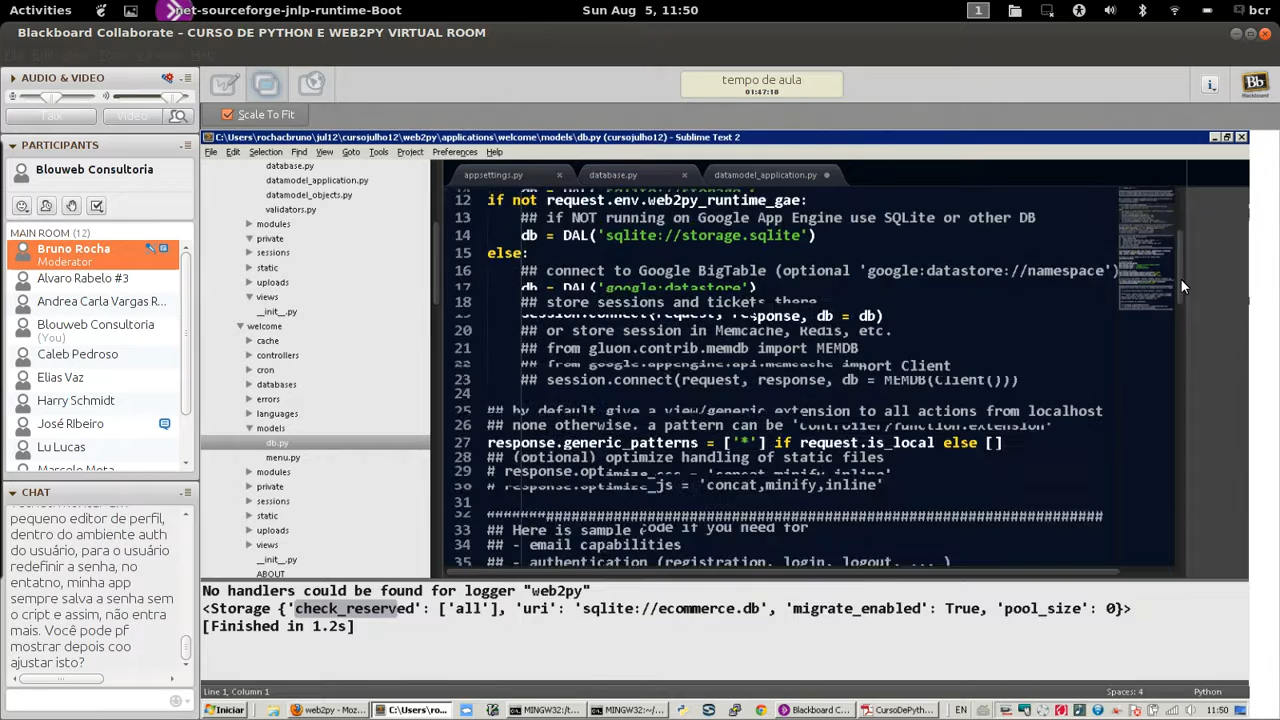 Activities
net-sourceforge-jnlp-runtime-Boot
Sun Aug 5, 11:50
1
bcr
Blackboard Collaborate – CURSO DE PYTHON E WEB2PY VIRTUAL ROOM
AUDIO & VIDEO
Talk
Video
PARTICIPANTS
Blouweb Consultoria
MAIN ROOM (12)
Bruno Rocha
Moderator
Alvaro Rabelo #3
Andrea Carla Vargas R...
Blouweb Consultoria
(You)
Caleb Pedroso
Elias Vaz
Harry Schmidt
José RIbeiro
Lu Lucas
Marcelo Mota
CHAT
pequeno editor de perfil,
dentro do ambiente auth
do usuário, para o usuário
redefinir a senha, no
entatno, minha app
sempre salva a senha sem
o cript e assim, não entra
mais. Você pode pf
mostrar depois coo
ajustar isto?
tempo de aula
01:47:18
Bb
Blackboard
Scale To Fit
C:\Users\rochacbruno\jul12\cursojulho12\web2py\applications\welcome\models\db.py (cursojulho12) - Sublime Text 2
File Edit Selection Find View Goto Tools Project Preferences Help
database.py
datamodel_application.py
datamodel_objects.py
validators.py
modules
private
sessions
static
uploads
views
__init__.py
welcome
cache
controllers
cron
databases
errors
languages
models
db.py
menu.py
modules
private
sessions
static
uploads
views
__init__.py
ABOUT
appsettings.py
database.py
datamodel_application.py
12 if not request.env.web2py_runtime_gae:
13 ## if NOT running on Google App Engine use SQLite or other DB
14 db = DAL('sqlite://storage.sqlite')
15 else:
16 ## connect to Google BigTable (optional 'google:datastore://namespace')
17 db = DAL('google:datastore')
18 ## store sessions and tickets there
19 session.connect(request, response, db = db)
20 ## or store session in Memcache, Redis, etc.
21 ## from gluon.contrib.memdb import MEMDB
22 ## from google.appengine.api.memcache import Client
23 ## session.connect(request, response, db = MEMDB(Client()))
24
25 ## by default give a view/generic extension to all actions from localhost
26 ## none otherwise. a pattern can be 'controller/function.extension'
27 response.generic_patterns = ['*'] if request.is_local else []
28 ## (optional) optimize handling of static files
29 # response.optimize_css = 'concat,minify,inline'
30 # response.optimize_js = 'concat,minify,inline'
31
32 #########################################################################
33 ## Here is sample code if you need for
34 ## - email capabilities
35 ## - authentication (registration, login, logout, ... )
No handlers could be found for logger "web2py"
<Storage {'check_reserved': ['all'], 'uri': 'sqlite://ecommerce.db', 'migrate_enabled': True, 'pool_size': 0}>
[Finished in 1.2s]
Line 1, Column 1
Spaces: 4
Python
Iniciar
web2py - Moz...
C:\Users\ro...
MINGW32:/t...
MINGW32:~/...
Blackboard C...
CursoDePyth...
EN
11:50